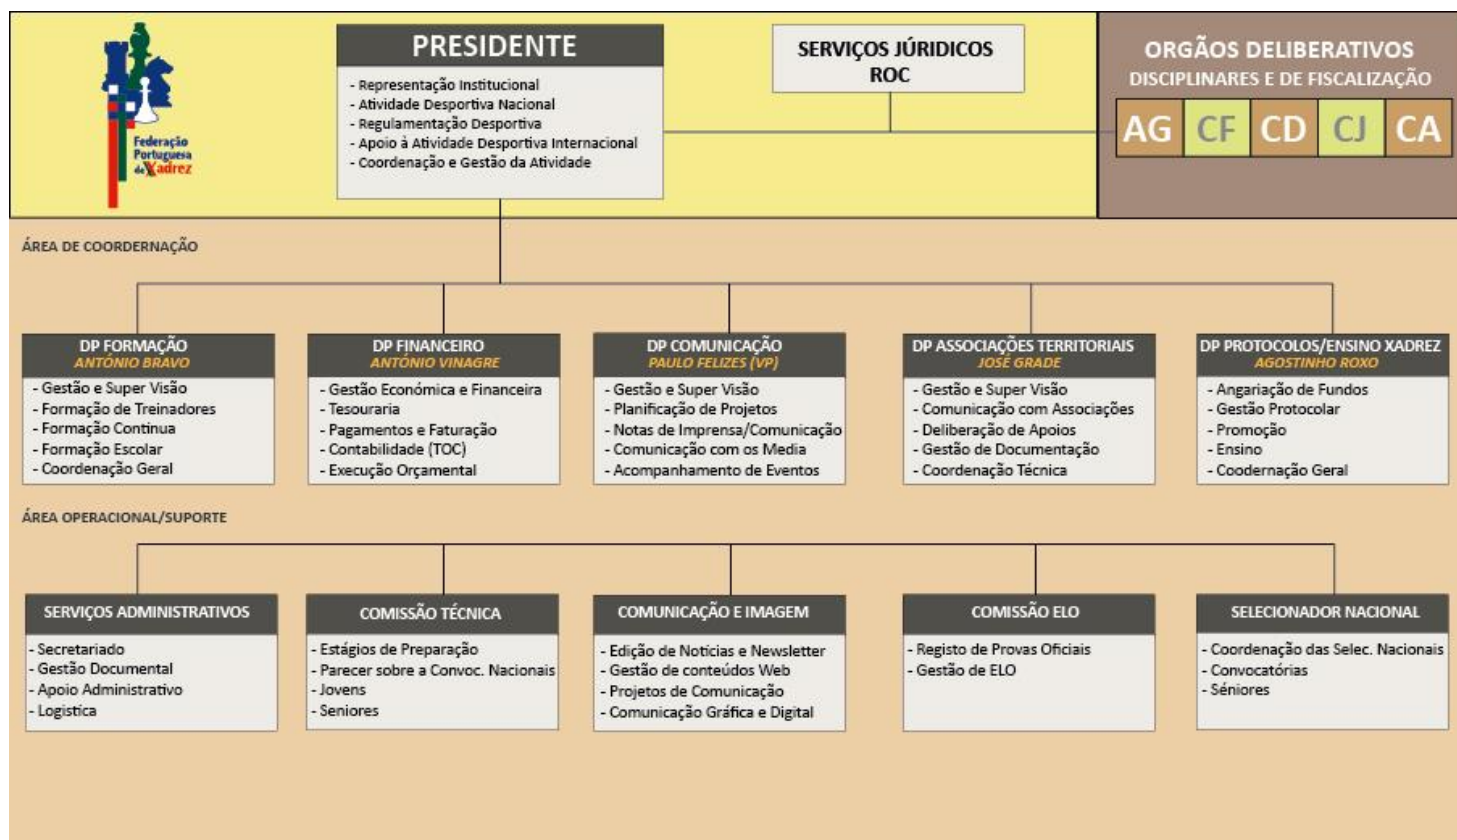 Federação
Portuguesa
de Xadrez
PRESIDENTE
- Representação Institucional
- Atividade Desportiva Nacional
- Regulamentação Desportiva
- Apoio à Atividade Desportiva Internacional
- Coordenação e Gestão da Atividade
SERVIÇOS JÚRIDICOS
ROC
ORGÃOS DELIBERATIVOS
DISCIPLINARES E DE FISCALIZAÇÃO
AG CF CD CJ CA
ÁREA DE COORDERNAÇÃO
DP FORMAÇÃO
ANTÓNIO BRAVO
- Gestão e Super Visão
- Formação de Treinadores
- Formação Continua
- Formação Escolar
- Coordenação Geral
DP FINANCEIRO
ANTÓNIO VINAGRE
- Gestão Económica e Financeira
- Tesouraria
- Pagamentos e Faturação
- Contabilidade (TOC)
- Execução Orçamental
DP COMUNICAÇÃO
PAULO FELIZES (VP)
- Gestão e Super Visão
- Planificação de Projetos
- Notas de Imprensa/Comunicação
- Comunicação com os Media
- Acompanhamento de Eventos
DP ASSOCIAÇÕES TERRITORIAIS
JOSÉ GRADE
- Gestão e Super Visão
- Comunicação com Associações
- Deliberação de Apoios
- Gestão de Documentação
- Coordenação Técnica
DP PROTOCOLOS/ENSINO XADREZ
AGOSTINHO ROXO
- Angariação de Fundos
- Gestão Protocolar
- Promoção
- Ensino
- Coodernação Geral
ÁREA OPERACIONAL/SUPORTE
SERVIÇOS ADMINISTRATIVOS
- Secretariado
- Gestão Documental
- Apoio Administrativo
- Logistica
COMISSÃO TÉCNICA
- Estágios de Preparação
- Parecer sobre a Convoc. Nacionais
- Jovens
- Seniores
COMUNICAÇÃO E IMAGEM
- Edição de Noticias e Newsletter
- Gestão de conteúdos Web
- Projetos de Comunicação
- Comunicação Gráfica e Digital
COMISSÃO ELO
- Registo de Provas Oficiais
- Gestão de ELO
SELECIONADOR NACIONAL
- Coordenação das Selec. Nacionais
- Convocatórias
- Séniores